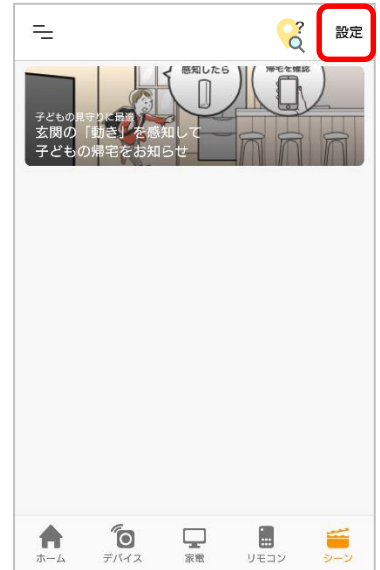 ?
設定
感知したら
帰宅を確認
子どもの見守りに最適
玄関の「動き」を感知して
子どもの帰宅をお知らせ
ホーム
デバイス
家電
リモコン
シーン